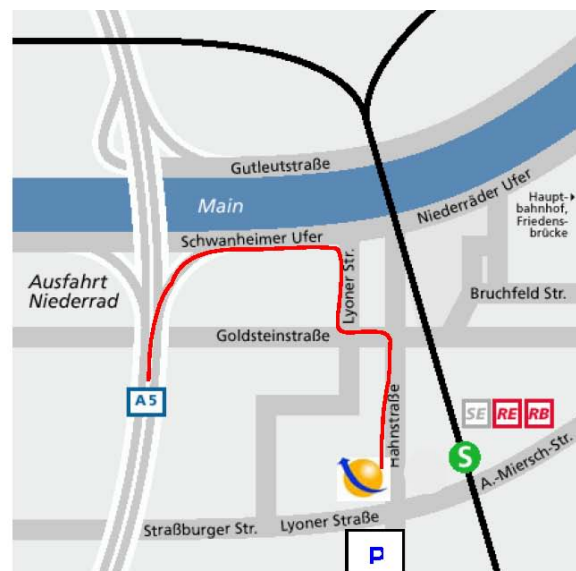 Gutleutstraße
Main
Niederräder Ufer
Haupt-
bahnhof,
Friedens-
brücke
Schwanheimer Ufer
Ausfahrt
Niederrad
Lyoner Str.
Bruchfeld Str.
Goldsteinstraße
A5
Hahnstraße
SE RE RB
S
A.-Miersch-Str.
Straßburger Str.
Lyoner Straße
P